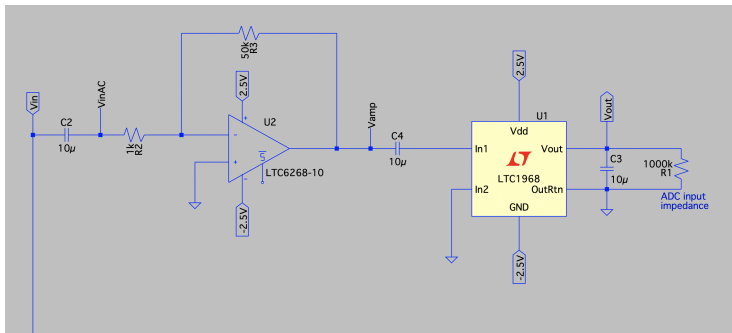 50k
R3
Vin
C2
10µ
VinAC
1k
R2
2.5V
U2
LTC6268-10
-2.5V
Vamp
C4
10µ
2.5V
U1
Vdd
In1
Vout
LTC1968
In2
OutRtn
GND
-2.5V
Vout
C3
10µ
1000k
R1
ADC input
impedance